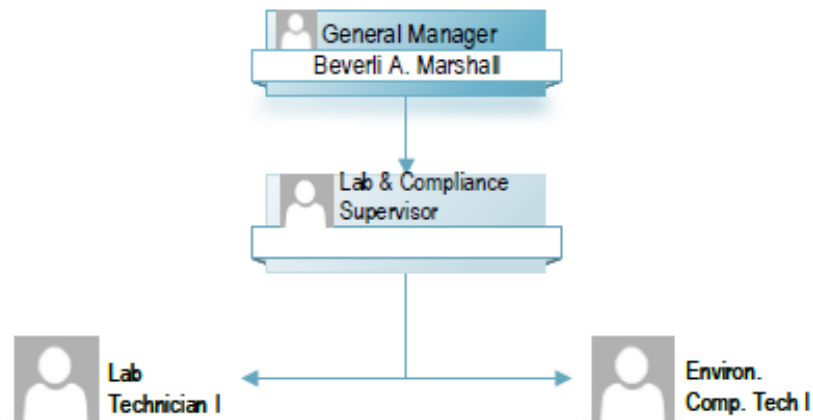 General Manager
Beverli A. Marshall
Lab & Compliance
Supervisor
Lab
Technician I
Environ.
Comp. Tech I